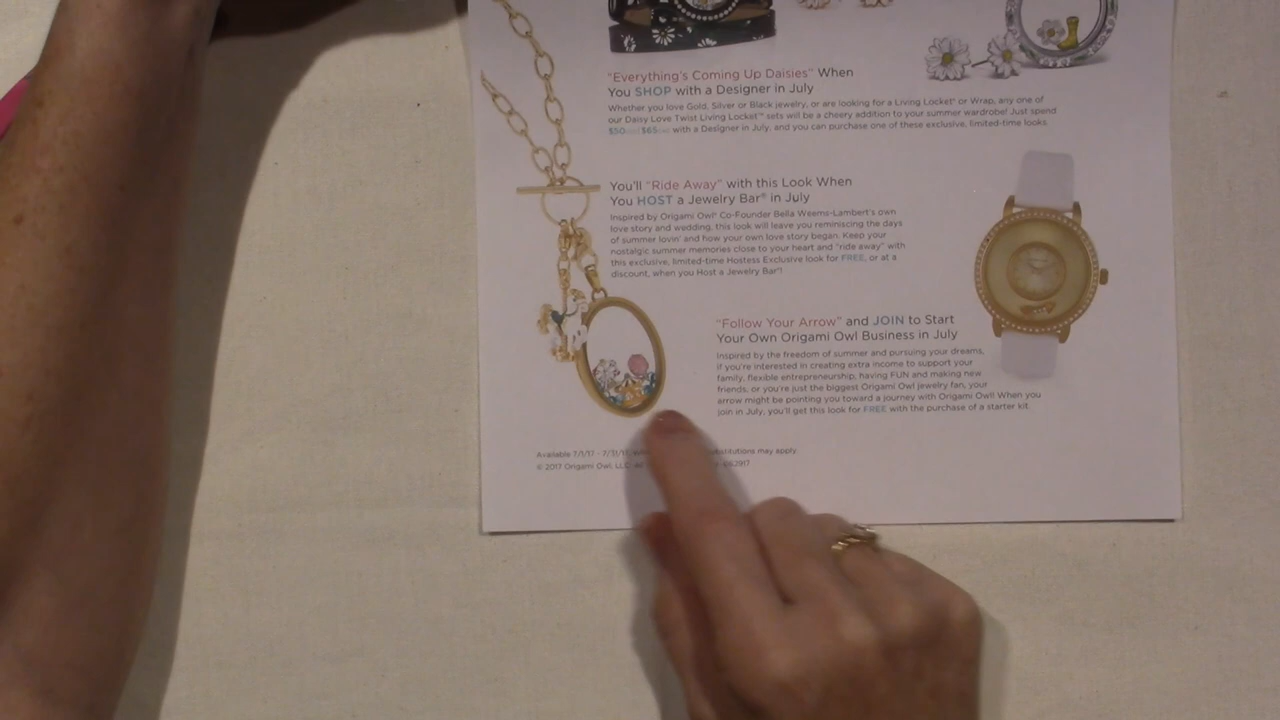 "Everything's Coming Up Daisies" When
You SHOP with a Designer in July
Whether you love Gold, Silver or Black jewelry, or are looking for a Living Locket® or Wrap, any one of
our Daisy Love Twist Living Locket™ sets will be a cheery addition to your summer wardrobe! Just spend
$50 $65 with a Designer in July, and you can purchase one of these exclusive, limited-time looks.
You'll "Ride Away" with this Look When
You HOST a Jewelry Bar® in July
Inspired by Origami Owl® Co-Founder Bella Weems-Lambert's own
love story and wedding, this look will leave you reminiscing the days
of summer lovin' and how your own love story began. Keep your
nostalgic summer memories close to your heart and "ride away" with
this exclusive, limited-time Hostess Exclusive look for FREE, or at a
discount, when you Host a Jewelry Bar®!
"Follow Your Arrow" and JOIN to Start
Your Own Origami Owl Business in July
Inspired by the freedom of summer and pursuing your dreams,
if you're interested in creating extra income to support your
family, flexible entrepreneurship, having FUN and making new
friends, or you're just the biggest Origami Owl jewelry fan, your
arrow might be pointing you toward a journey with Origami Owl! When you
join in July, you'll get this look for FREE with the purchase of a starter kit.
Available 7/1/17 - 7/31/17, substitutions may apply.
© 2017 Origami Owl, LLC.